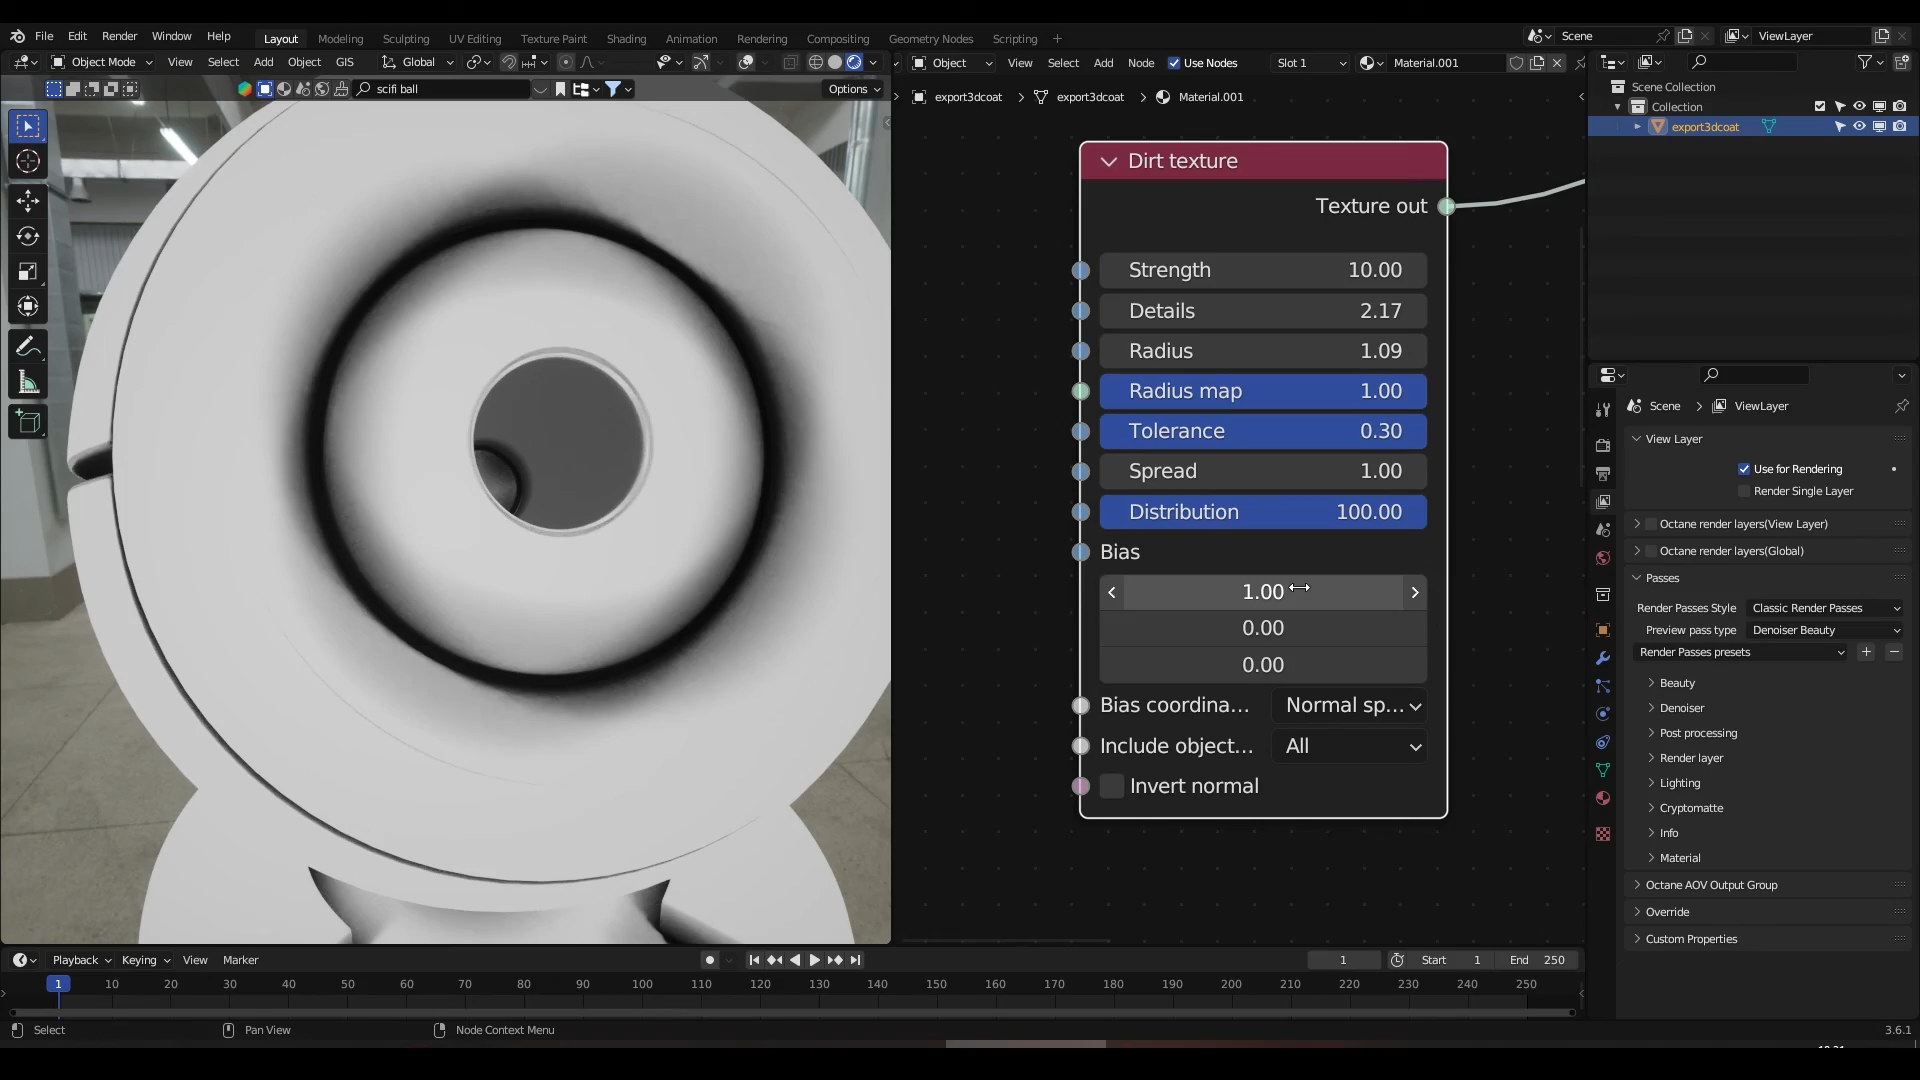 File Edit Render Window Help Layout Modeling Sculpting UV Editing Texture Paint Shading Animation Rendering Compositing Geometry Nodes Scripting + Scene ViewLayer
Object Mode View Select Add Object GIS Global Object View Select Add Node Use Nodes Slot 1 Material.001
scifi ball Options
export3dcoat export3dcoat Material.001
Scene Collection
Collection
export3dcoat
Dirt texture
Texture out
Strength 10.00
Details 2.17
Radius 1.09
Radius map 1.00
Tolerance 0.30
Spread 1.00
Distribution 100.00
Bias
1.00
0.00
0.00
Bias coordina... Normal sp...
Include object... All
Invert normal
Scene ViewLayer
View Layer
Use for Rendering
Render Single Layer
Octane render layers(View Layer)
Octane render layers(Global)
Passes
Render Passes Style Classic Render Passes
Preview pass type Denoiser Beauty
Render Passes presets
Beauty
Denoiser
Post processing
Render layer
Lighting
Cryptomatte
Info
Material
Octane AOV Output Group
Override
Custom Properties
Playback Keying View Marker 1 Start 1 End 250
1 10 20 30 40 50 60 70 80 90 100 110 120 130 140 150 160 170 180 190 200 210 220 230 240 250
Select Pan View Node Context Menu 3.6.1